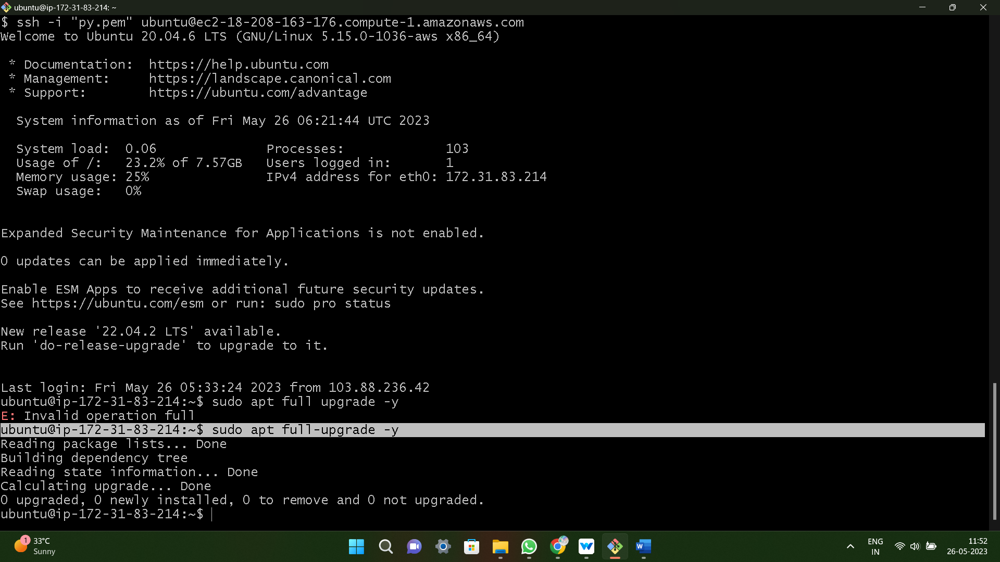 ubuntu@ip-172-31-83-214: ~
$ ssh -i "py.pem" ubuntu@ec2-18-208-163-176.compute-1.amazonaws.com
Welcome to Ubuntu 20.04.6 LTS (GNU/Linux 5.15.0-1036-aws x86_64)
* Documentation:  https://help.ubuntu.com
* Management:     https://landscape.canonical.com
* Support:        https://ubuntu.com/advantage
System information as of Fri May 26 06:21:44 UTC 2023
System load:  0.06              Processes:             103
Usage of /:   23.2% of 7.57GB   Users logged in:       1
Memory usage: 25%               IPv4 address for eth0: 172.31.83.214
Swap usage:   0%
Expanded Security Maintenance for Applications is not enabled.
0 updates can be applied immediately.
Enable ESM Apps to receive additional future security updates.
See https://ubuntu.com/esm or run: sudo pro status
New release '22.04.2 LTS' available.
Run 'do-release-upgrade' to upgrade to it.
Last login: Fri May 26 05:33:24 2023 from 103.88.236.42
ubuntu@ip-172-31-83-214:~$ sudo apt full upgrade -y
E: Invalid operation full
ubuntu@ip-172-31-83-214:~$ sudo apt full-upgrade -y
Reading package lists... Done
Building dependency tree
Reading state information... Done
Calculating upgrade... Done
0 upgraded, 0 newly installed, 0 to remove and 0 not upgraded.
ubuntu@ip-172-31-83-214:~$
1
33°C
Sunny
W
ENG
IN
11:52
26-05-2023